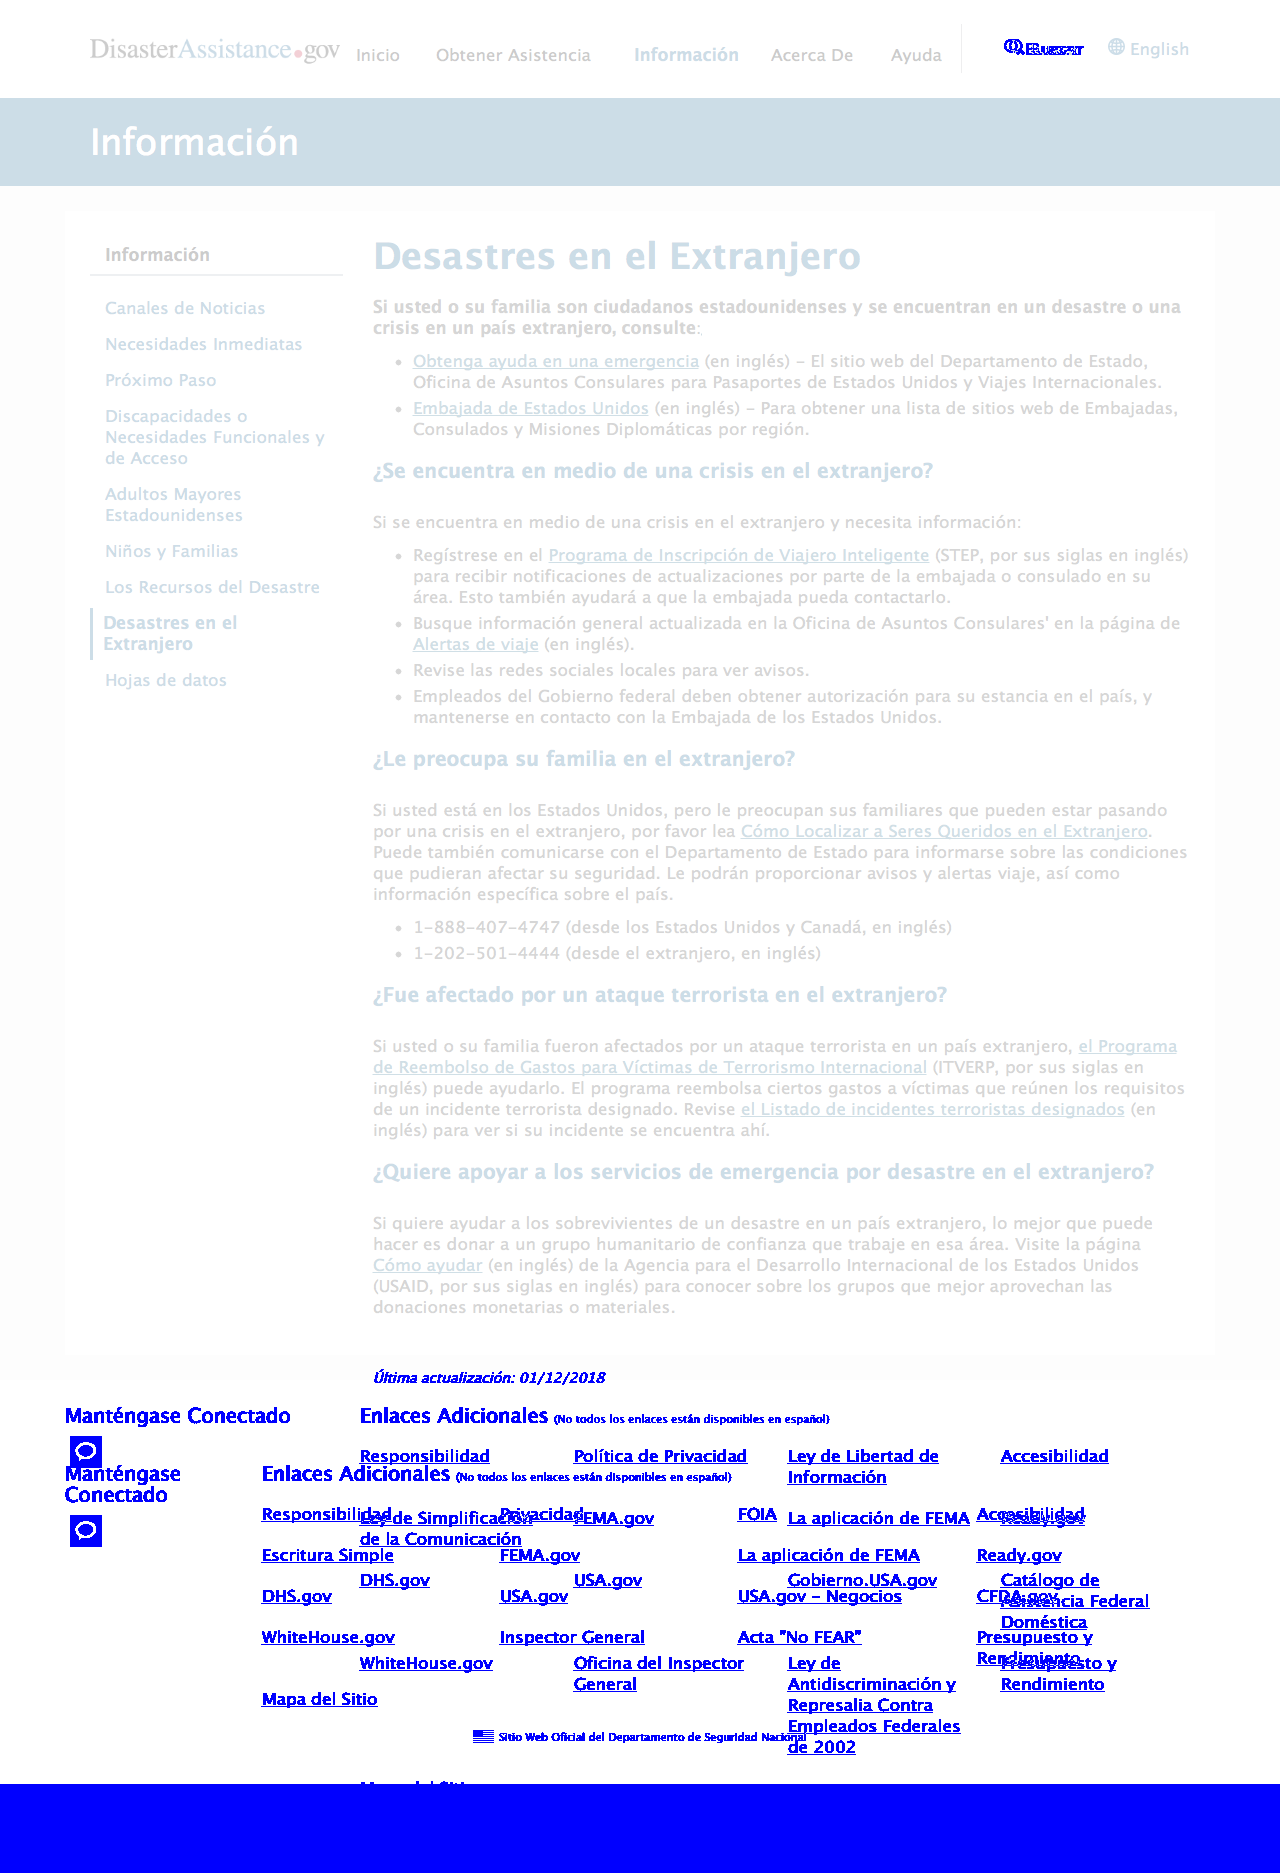 DisasterAssistance.gov Inicio Obtener Asistencia Información Acerca De Ayuda Buscar English
Información
Información
Canales de Noticias
Necesidades Inmediatas
Próximo Paso
Discapacidades o
Necesidades Funcionales y
de Acceso
Adultos Mayores
Estadounidenses
Niños y Familias
Los Recursos del Desastre
Desastres en el
Extranjero
Hojas de datos
Desastres en el Extranjero
Si usted o su familia son ciudadanos estadounidenses y se encuentran en un desastre o una
crisis en un país extranjero, consulte:
• Obtenga ayuda en una emergencia (en inglés) – El sitio web del Departamento de Estado,
Oficina de Asuntos Consulares para Pasaportes de Estados Unidos y Viajes Internacionales.
• Embajada de Estados Unidos (en inglés) – Para obtener una lista de sitios web de Embajadas,
Consulados y Misiones Diplomáticas por región.
¿Se encuentra en medio de una crisis en el extranjero?
Si se encuentra en medio de una crisis en el extranjero y necesita información:
• Regístrese en el Programa de Inscripción de Viajero Inteligente (STEP, por sus siglas en inglés)
para recibir notificaciones de actualizaciones por parte de la embajada o consulado en su
área. Esto también ayudará a que la embajada pueda contactarlo.
• Busque información general actualizada en la Oficina de Asuntos Consulares' en la página de
Alertas de viaje (en inglés).
• Revise las redes sociales locales para ver avisos.
• Empleados del Gobierno federal deben obtener autorización para su estancia en el país, y
mantenerse en contacto con la Embajada de los Estados Unidos.
¿Le preocupa su familia en el extranjero?
Si usted está en los Estados Unidos, pero le preocupan sus familiares que pueden estar pasando
por una crisis en el extranjero, por favor lea Cómo Localizar a Seres Queridos en el Extranjero.
Puede también comunicarse con el Departamento de Estado para informarse sobre las condiciones
que pudieran afectar su seguridad. Le podrán proporcionar avisos y alertas viaje, así como
información específica sobre el país.
• 1-888-407-4747 (desde los Estados Unidos y Canadá, en inglés)
• 1-202-501-4444 (desde el extranjero, en inglés)
¿Fue afectado por un ataque terrorista en el extranjero?
Si usted o su familia fueron afectados por un ataque terrorista en un país extranjero, el Programa
de Reembolso de Gastos para Víctimas de Terrorismo Internacional (ITVERP, por sus siglas en
inglés) puede ayudarlo. El programa reembolsa ciertos gastos a víctimas que reúnen los requisitos
de un incidente terrorista designado. Revise el Listado de incidentes terroristas designados (en
inglés) para ver si su incidente se encuentra ahí.
¿Quiere apoyar a los servicios de emergencia por desastre en el extranjero?
Si quiere ayudar a los sobrevivientes de un desastre en un país extranjero, lo mejor que puede
hacer es donar a un grupo humanitario de confianza que trabaje en esa área. Visite la página
Cómo ayudar (en inglés) de la Agencia para el Desarrollo Internacional de los Estados Unidos
(USAID, por sus siglas en inglés) para conocer sobre los grupos que mejor aprovechan las
donaciones monetarias o materiales.
Última actualización: 01/12/2018
Manténgase Conectado Enlaces Adicionales (No todos los enlaces están disponibles en español)
Responsibilidad Política de Privacidad Ley de Libertad de Accesibilidad
Información
Manténgase Enlaces Adicionales (No todos los enlaces están disponibles en español)
Conectado
Responsibilidad Privacidad FOIA Accesibilidad
Ley de Simplificación FEMA.gov La aplicación de FEMA Ready.gov
de la Comunicación
Escritura Simple FEMA.gov La aplicación de FEMA Ready.gov
DHS.gov USA.gov Gobierno.USA.gov Catálogo de
DHS.gov USA.gov USA.gov – Negocios CFDA.gov
Asistencia Federal
Doméstica
WhiteHouse.gov Inspector General Acta "No FEAR" Presupuesto y
Rendimiento
WhiteHouse.gov Oficina del Inspector Ley de Presupuesto y
General Antidiscriminación y Rendimiento
Mapa del Sitio Represalia Contra
Empleados Federales
Sitio Web Oficial del Departamento de Seguridad Nacional
de 2002
Mapa del Sitio